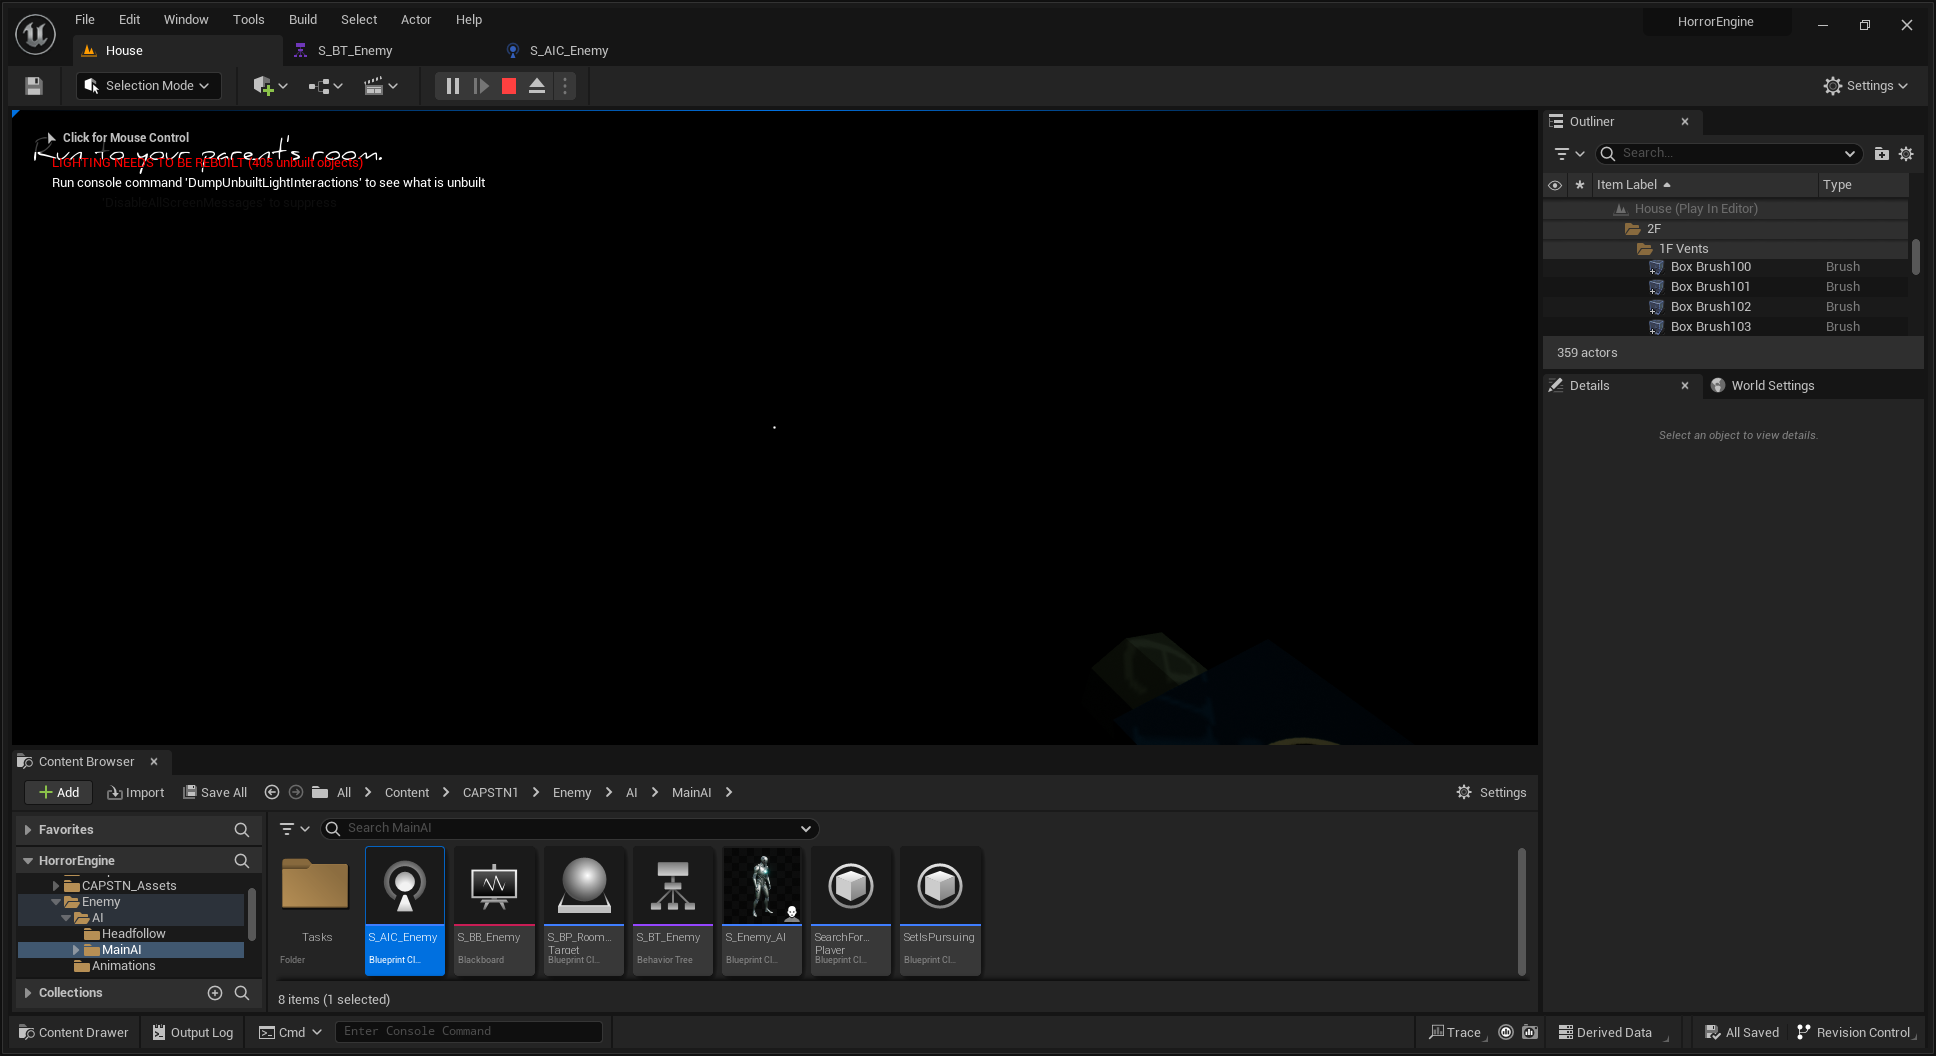 File Edit Window Tools Build Select Actor Help
HorrorEngine
House
S_BT_Enemy
S_AIC_Enemy
Selection Mode
Settings
Click for Mouse Control
Run to your parent's room.
LIGHTING NEEDS TO BE REBUILT (405 unbuilt objects)
Run console command 'DumpUnbuiltLightInteractions' to see what is unbuilt
'DisableAllScreenMessages' to suppress
Outliner
Search...
Item Label Type
House (Play In Editor)
2F
1F Vents
Box Brush100 Brush
Box Brush101 Brush
Box Brush102 Brush
Box Brush103 Brush
359 actors
Details World Settings
Select an object to view details.
Content Browser
Add Import Save All All Content CAPSTN1 Enemy AI MainAI Settings
Favorites
HorrorEngine
CAPSTN_Assets
Enemy
AI
Headfollow
MainAI
Animations
Collections
Search MainAI
Tasks
Folder
S_AIC_Enemy
Blueprint Cl...
S_BB_Enemy
Blackboard
S_BP_Room...
Target
Blueprint Cl...
S_BT_Enemy
Behavior Tree
S_Enemy_AI
Blueprint Cl...
SearchFor...
Player
Blueprint Cl...
SetIsPursuing
Blueprint Cl...
8 items (1 selected)
Content Drawer Output Log Cmd Enter Console Command Trace Derived Data All Saved Revision Control